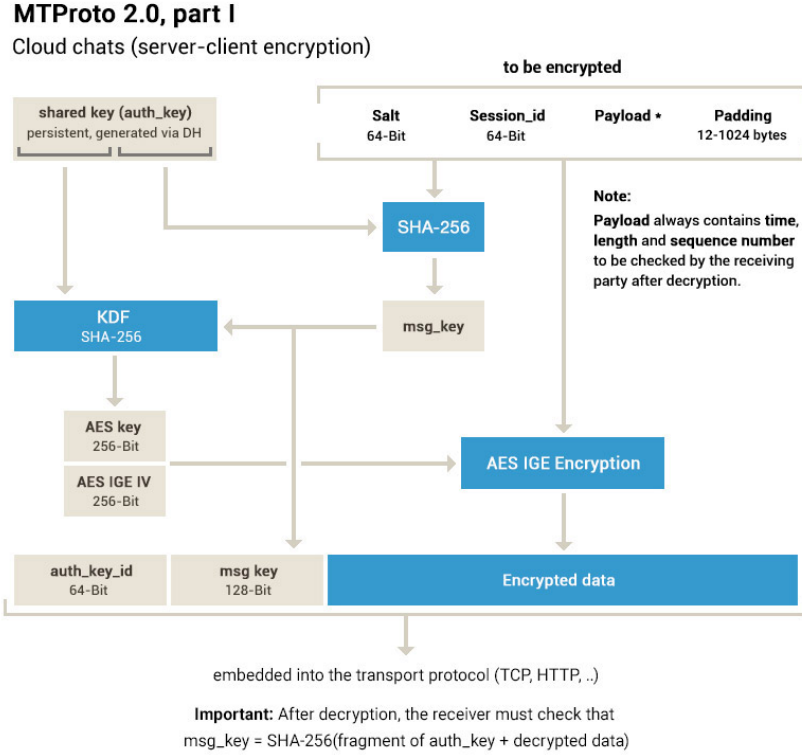 MTProto 2.0, part I
Cloud chats (server-client encryption)
to be encrypted
shared key (auth_key)
persistent, generated via DH
Salt
64-Bit
Session_id
64-Bit
Payload *
Padding
12-1024 bytes
SHA-256
Note:
Payload always contains time,
length and sequence number
to be checked by the receiving
party after decryption.
KDF
SHA-256
msg_key
AES key
256-Bit
AES IGE IV
256-Bit
AES IGE Encryption
auth_key_id
64-Bit
msg key
128-Bit
Encrypted data
embedded into the transport protocol (TCP, HTTP, ..)
Important: After decryption, the receiver must check that
msg_key = SHA-256(fragment of auth_key + decrypted data)